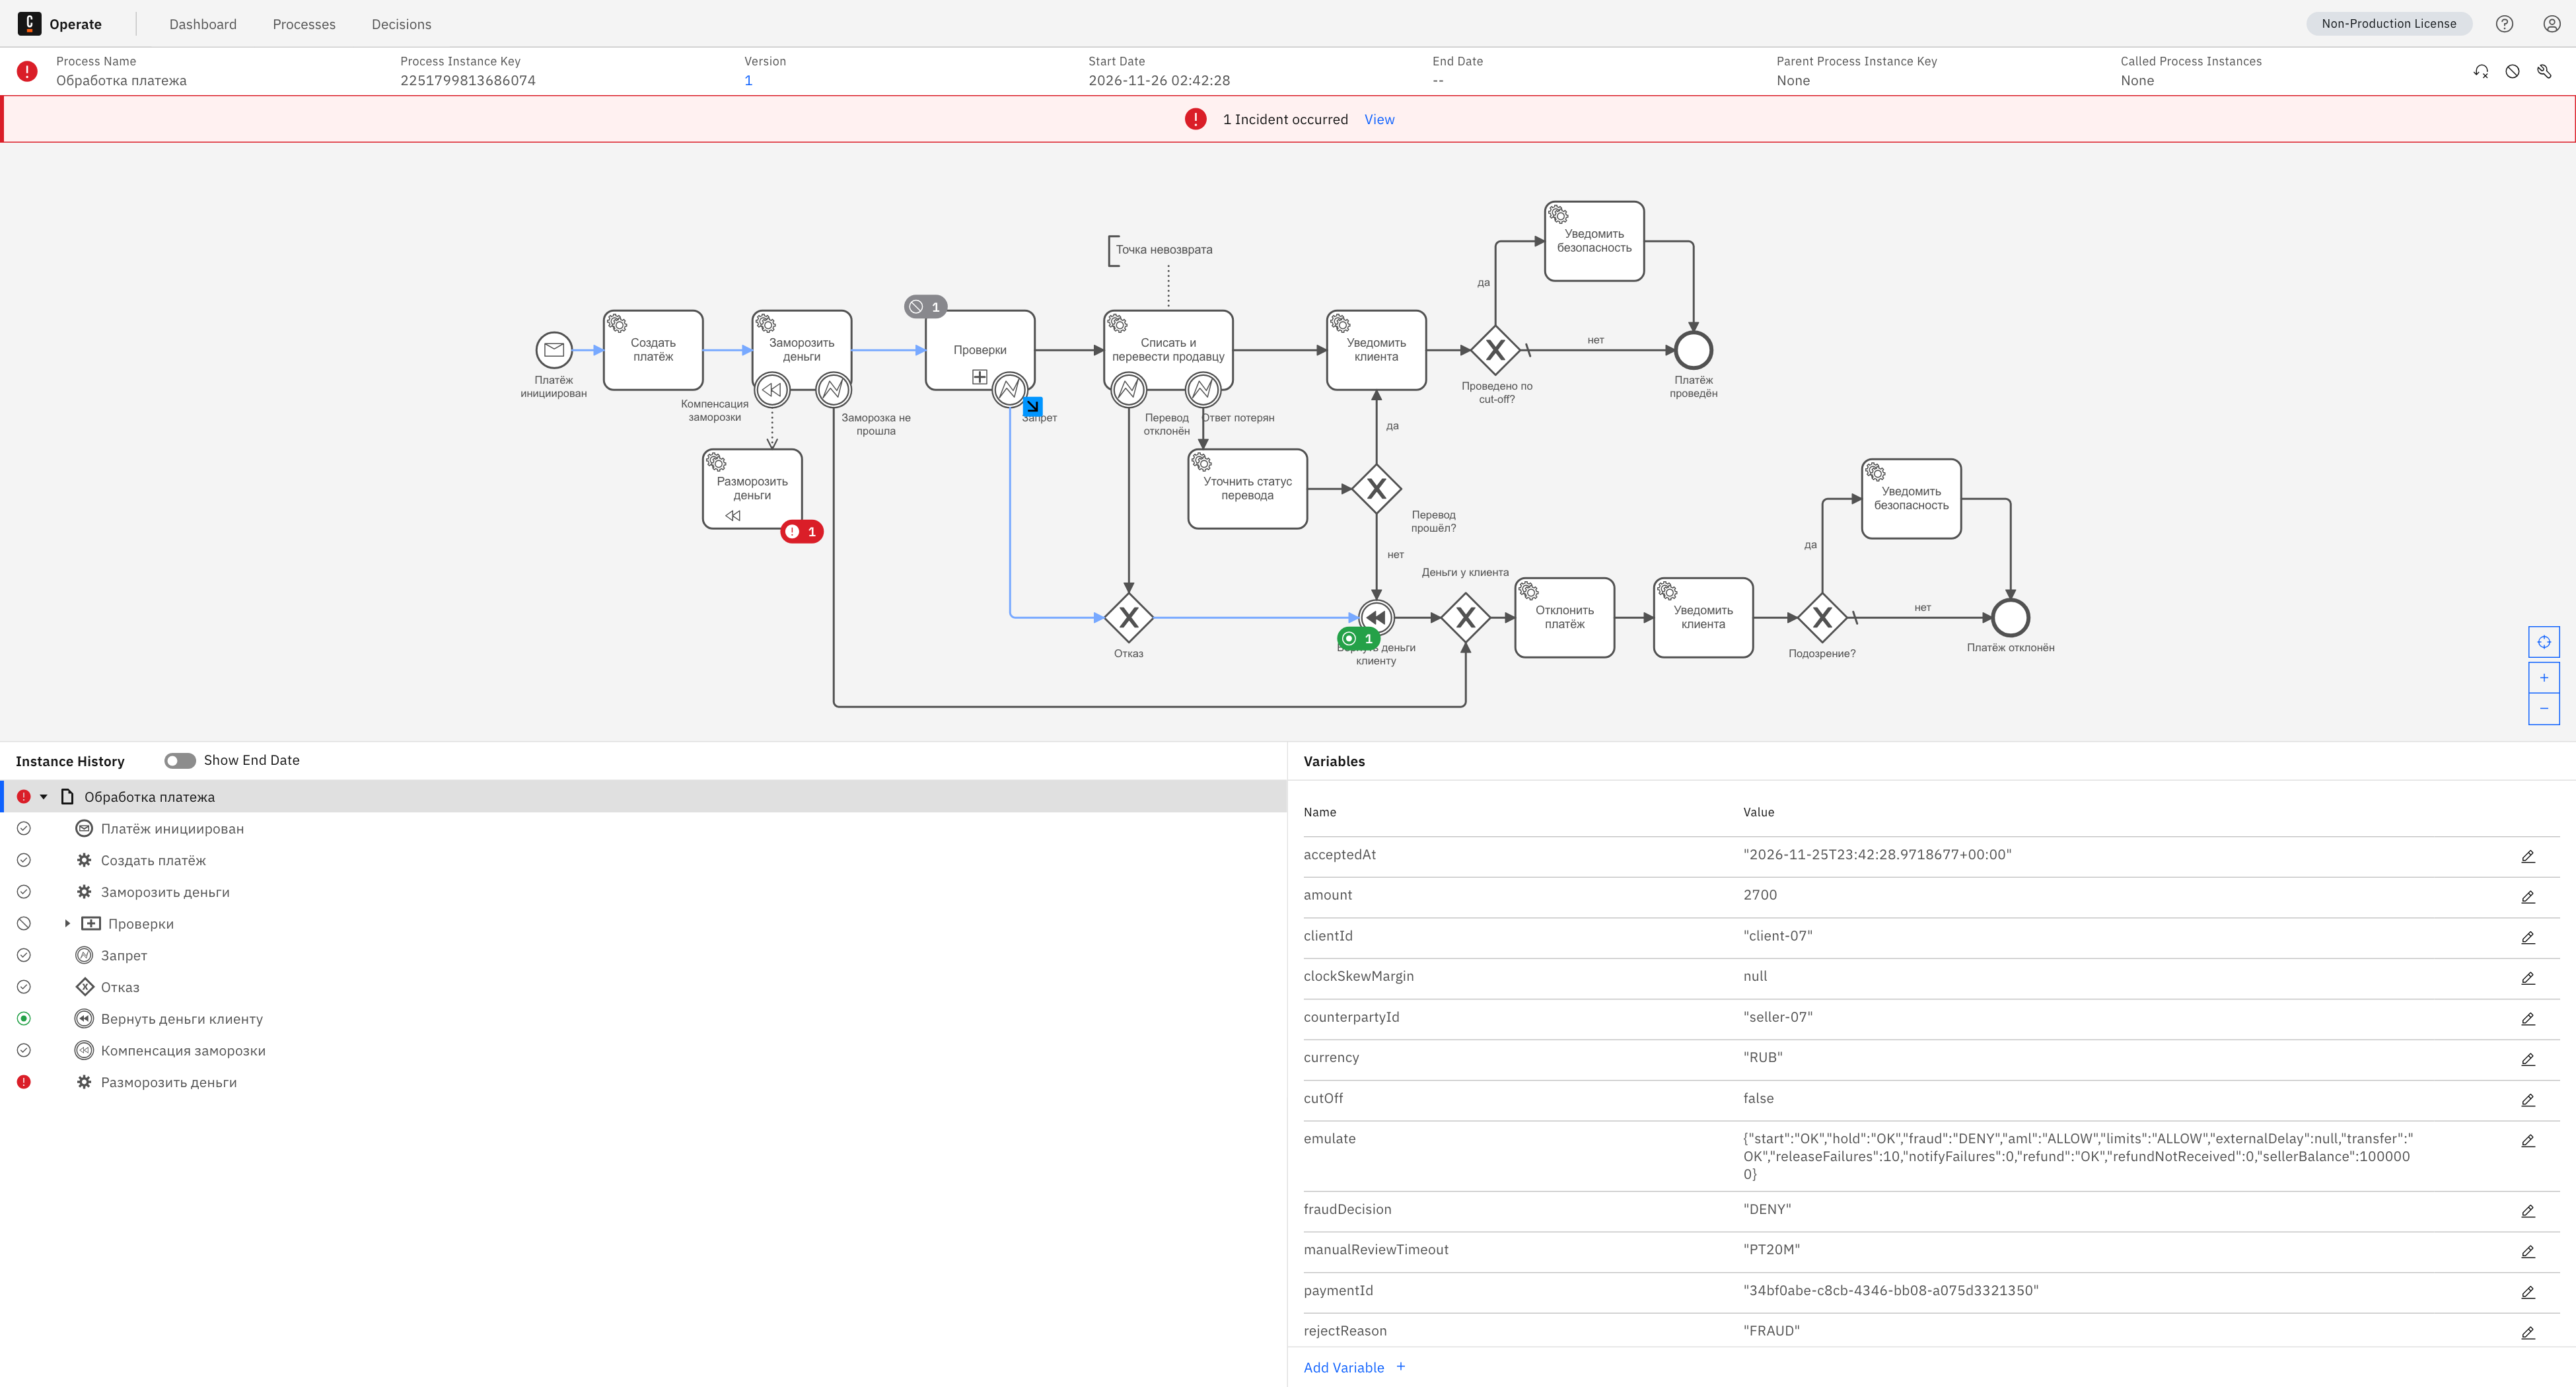 Operate
Dashboard
Processes
Decisions
Non-Production License
Process Name
Обработка платежа
Process Instance Key
2251799813686074
Version
1
Start Date
2026-11-26 02:42:28
End Date
--
Parent Process Instance Key
None
Called Process Instances
None
1 Incident occurred
View
Уведомить
безопасность
Точка невозврата
да
1
Создать
платёж
Заморозить
деньги
Проверки
Списать и
перевести продавцу
Уведомить
клиента
нет
Платёж
инициирован
Проведено по
cut-off?
Платёж
проведён
Компенсация
заморозки
Заморозка не
прошла
Запрет
Перевод
отклонён
Ответ потерян
да
Разморозить
деньги
1
Уточнить статус
перевода
Перевод
прошёл?
Уведомить
безопасность
да
нет
Деньги у клиента
Отклонить
платёж
Уведомить
клиента
нет
1
Отказ
Вернуть деньги
клиенту
Подозрение?
Платёж отклонён
Instance History
Show End Date
Обработка платежа
Платёж инициирован
Создать платёж
Заморозить деньги
Проверки
Запрет
Отказ
Вернуть деньги клиенту
Компенсация заморозки
Разморозить деньги
Variables
Name
Value
acceptedAt
"2026-11-25T23:42:28.9718677+00:00"
amount
2700
clientId
"client-07"
clockSkewMargin
null
counterpartyId
"seller-07"
currency
"RUB"
cutOff
false
emulate
{"start":"OK","hold":"OK","fraud":"DENY","aml":"ALLOW","limits":"ALLOW","externalDelay":null,"transfer":"
OK","releaseFailures":10,"notifyFailures":0,"refund":"OK","refundNotReceived":0,"sellerBalance":100000
0}
fraudDecision
"DENY"
manualReviewTimeout
"PT20M"
paymentId
"34bf0abe-c8cb-4346-bb08-a075d3321350"
rejectReason
"FRAUD"
Add Variable +